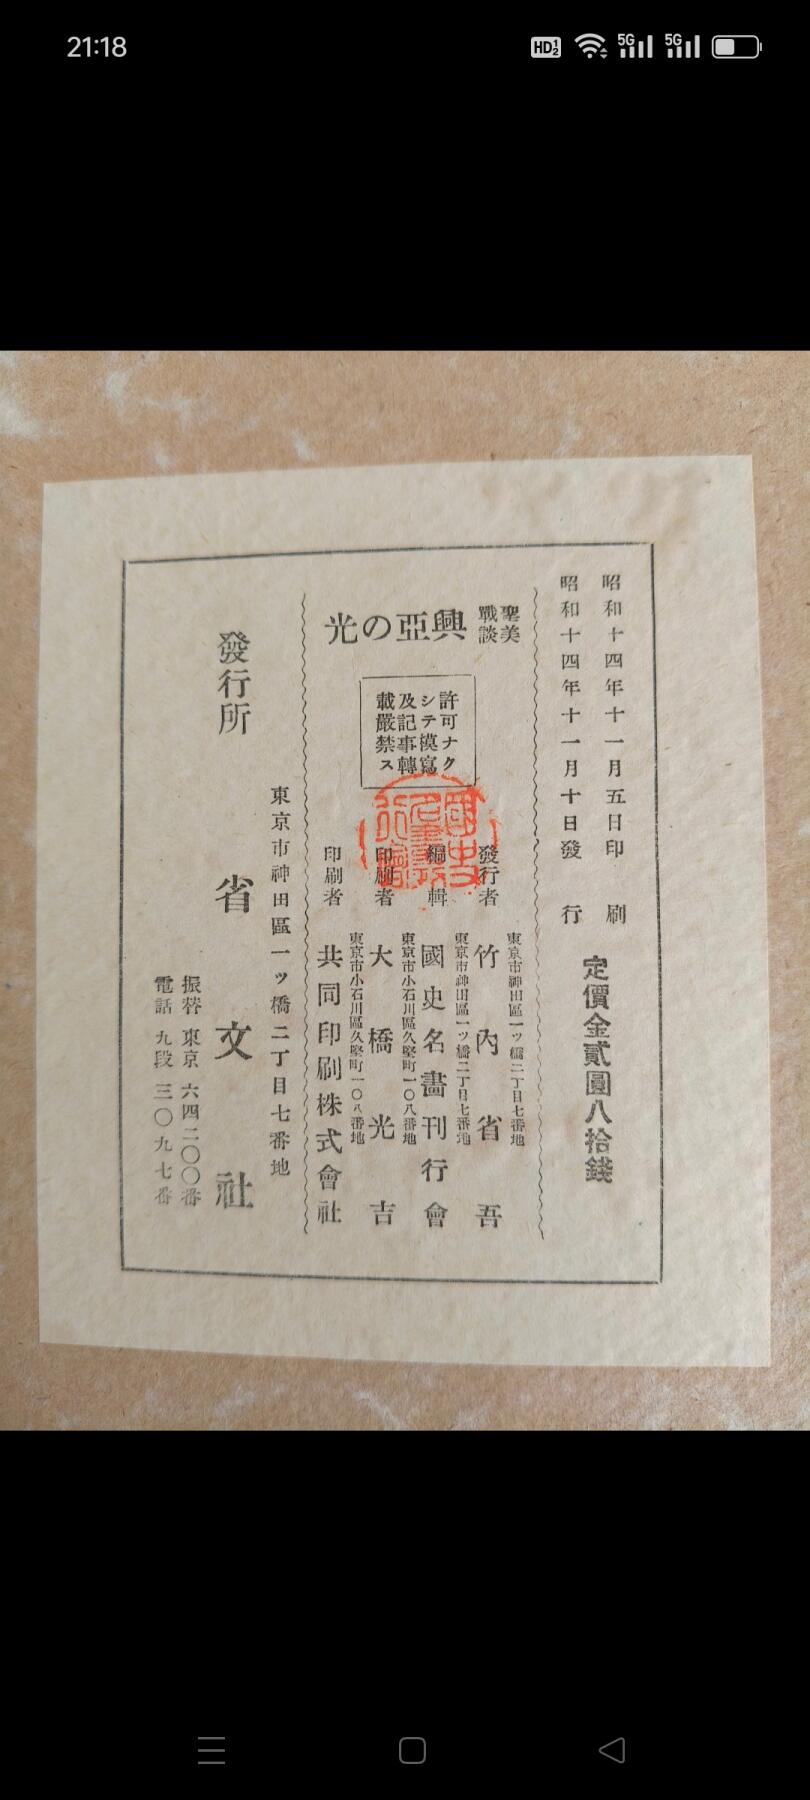 21:18
HD 1 2
5G
5G
昭和十四年十一月五日印刷
昭和十四年十一月十日發行
定價金貳圓八拾錢
聖戰美談
興亞の光
許可ナク
シテ模寫
及記事轉
載嚴禁ス
東京市神田區一ツ橋二丁目七番地
發行者 竹內省吾
東京市神田區一ツ橋二丁目七番地
編輯 國史名畫刊行會
東京市小石川區久堅町一〇八番地
印刷者 大橋光吉
東京市小石川區久堅町一〇八番地
印刷者 共同印刷株式會社
東京市神田區一ツ橋二丁目七番地
發行所 省文社
振替 東京 六四二〇〇番
電話 九段 三〇九七番